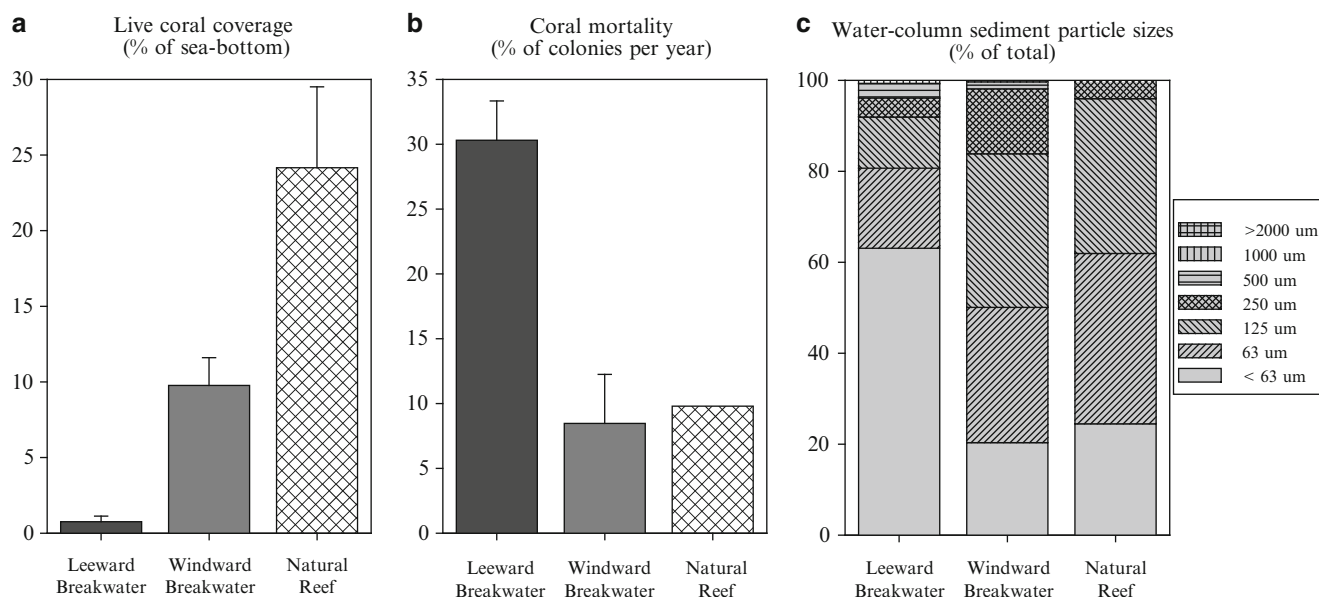 a
Live coral coverage
(% of sea-bottom)
30
25
20
15
10
5
0
Leeward
Breakwater
Windward
Breakwater
Natural
Reef
b
Coral mortality
(% of colonies per year)
35
30
25
20
15
10
5
0
Leeward
Breakwater
Windward
Breakwater
Natural
Reef
c
Water-column sediment particle sizes
(% of total)
100
80
60
40
20
0
Leeward
Breakwater
Windward
Breakwater
Natural
Reef
>2000 um
1000 um
500 um
250 um
125 um
63 um
< 63 um